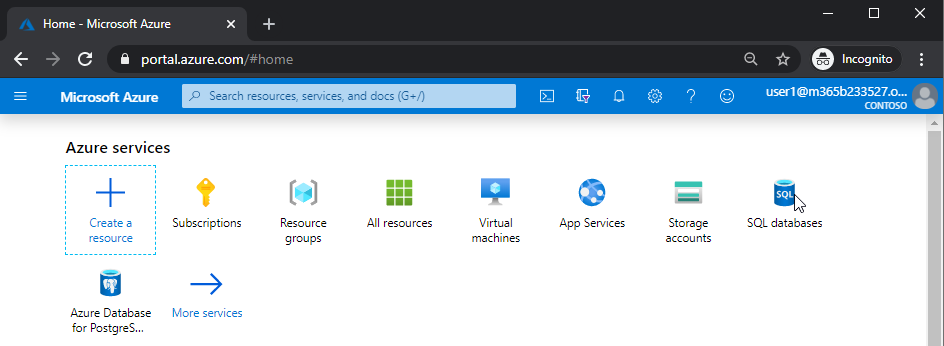 Home - Microsoft Azure
portal.azure.com/#home
Incognito
Microsoft Azure
Search resources, services, and docs (G+/)
user1@m365b233527.o...
CONTOSO
Azure services
Create a
resource
Subscriptions
Resource
groups
All resources
Virtual
machines
App Services
Storage
accounts
SQL
SQL databases
Azure Database
for PostgreS...
More services